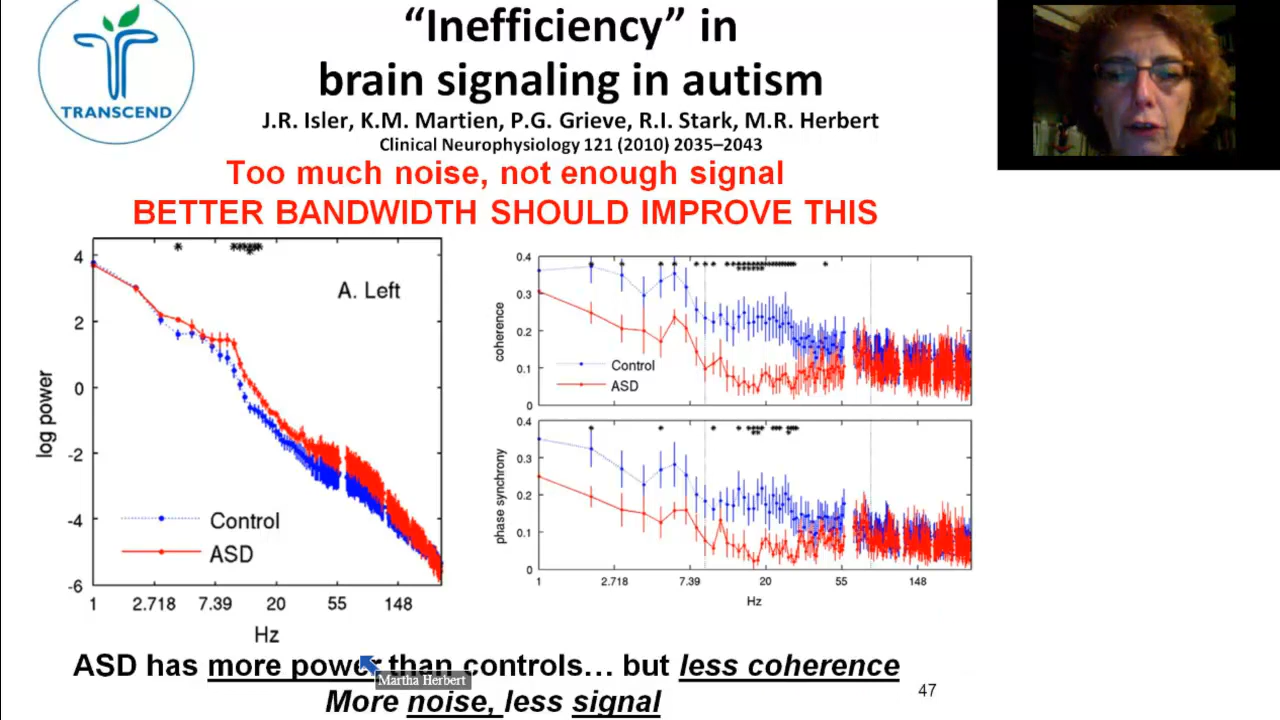 TRANSCEND
“Inefficiency” in
brain signaling in autism
J.R. Isler, K.M. Martien, P.G. Grieve, R.I. Stark, M.R. Herbert
Clinical Neurophysiology 121 (2010) 2035–2043
Too much noise, not enough signal
BETTER BANDWIDTH SHOULD IMPROVE THIS
A. Left
log power
4
2
0
-2
-4
-6
Control
ASD
1 2.718 7.39 20 55 148
Hz
coherence
0.4
0.3
0.2
0.1
0
Control
ASD
phase synchrony
0.4
0.3
0.2
0.1
0
1 2.718 7.39 20 55 148
Hz
ASD has more power than controls… but less coherence
Martha Herbert
More noise, less signal
47